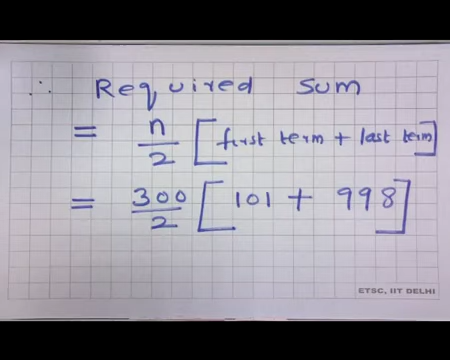 ∴ Required Sum
= n/2 [first term + last term]
= 300/2 [101 + 998]
ETSC, IIT DELHI